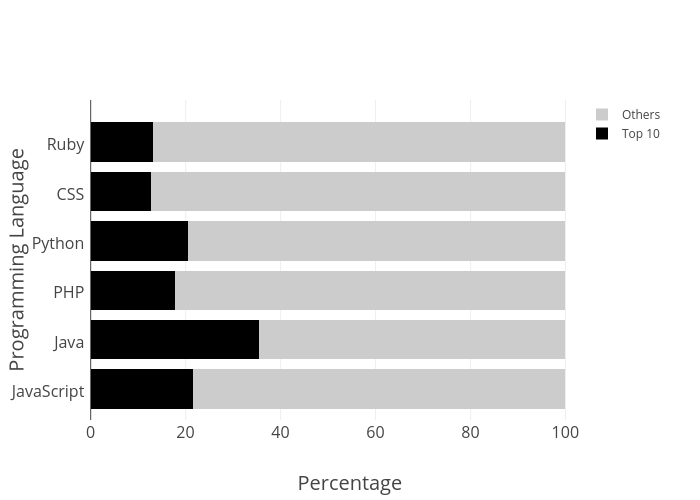 Others
Top 10
Programming Language
Ruby
CSS
Python
PHP
Java
JavaScript
0 20 40 60 80 100
Percentage